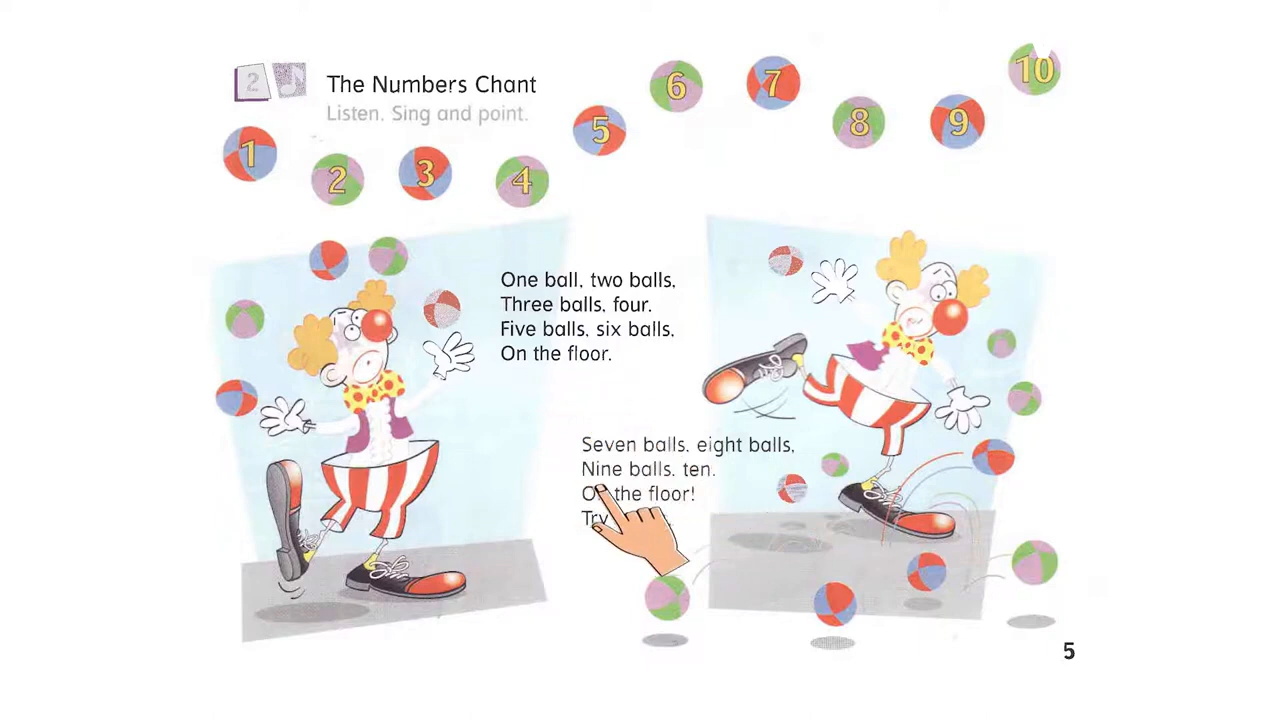 2
The Numbers Chant
Listen. Sing and point.
1 2 3 4 5 6 7 8 9 10
One ball, two balls,
Three balls, four.
Five balls, six balls,
On the floor.
Seven balls, eight balls,
Nine balls, ten.
the floor!
Try
5